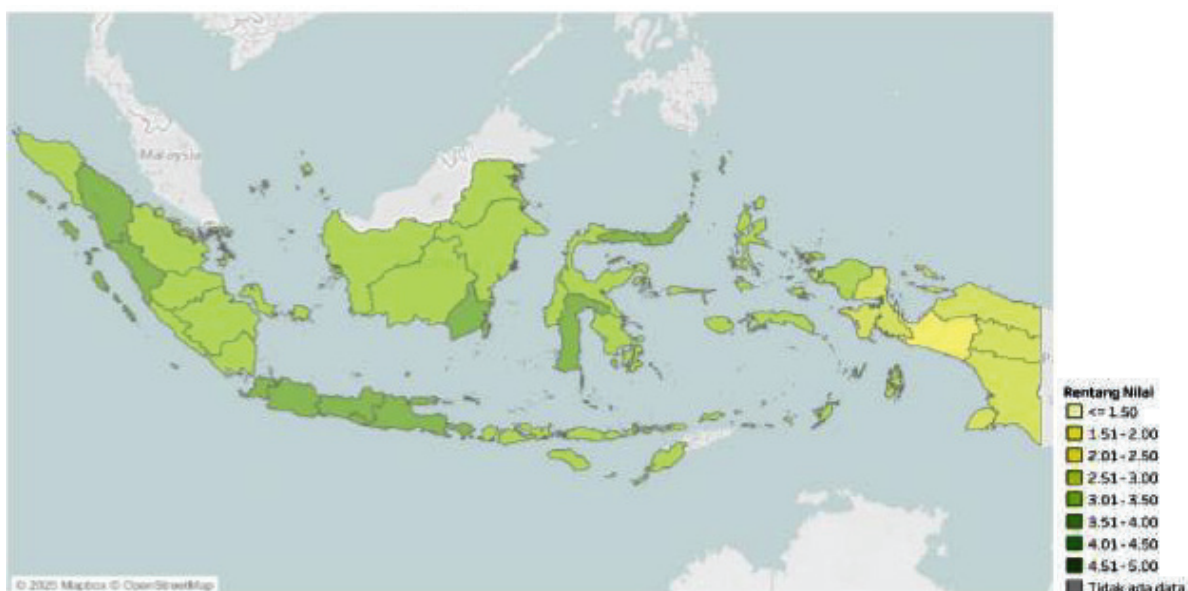 Malaysia
Rentang Nilai
<= 1.50
1.51 - 2.00
2.01 - 2.50
2.51 - 3.00
3.01 - 3.50
3.51 - 4.00
4.01 - 4.50
4.51 - 5.00
Tidak ada data
© 2025 Mapbox © OpenStreetMap